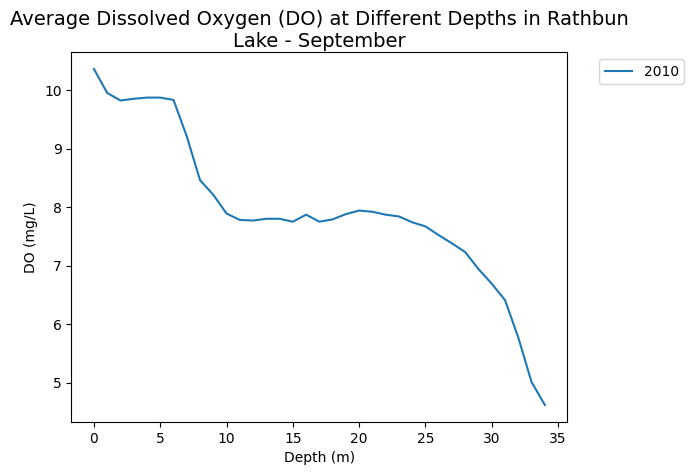 Average Dissolved Oxygen (DO) at Different Depths in Rathbun
Lake - September
2010
10
9
8
7
6
5
DO (mg/L)
0 5 10 15 20 25 30 35
Depth (m)